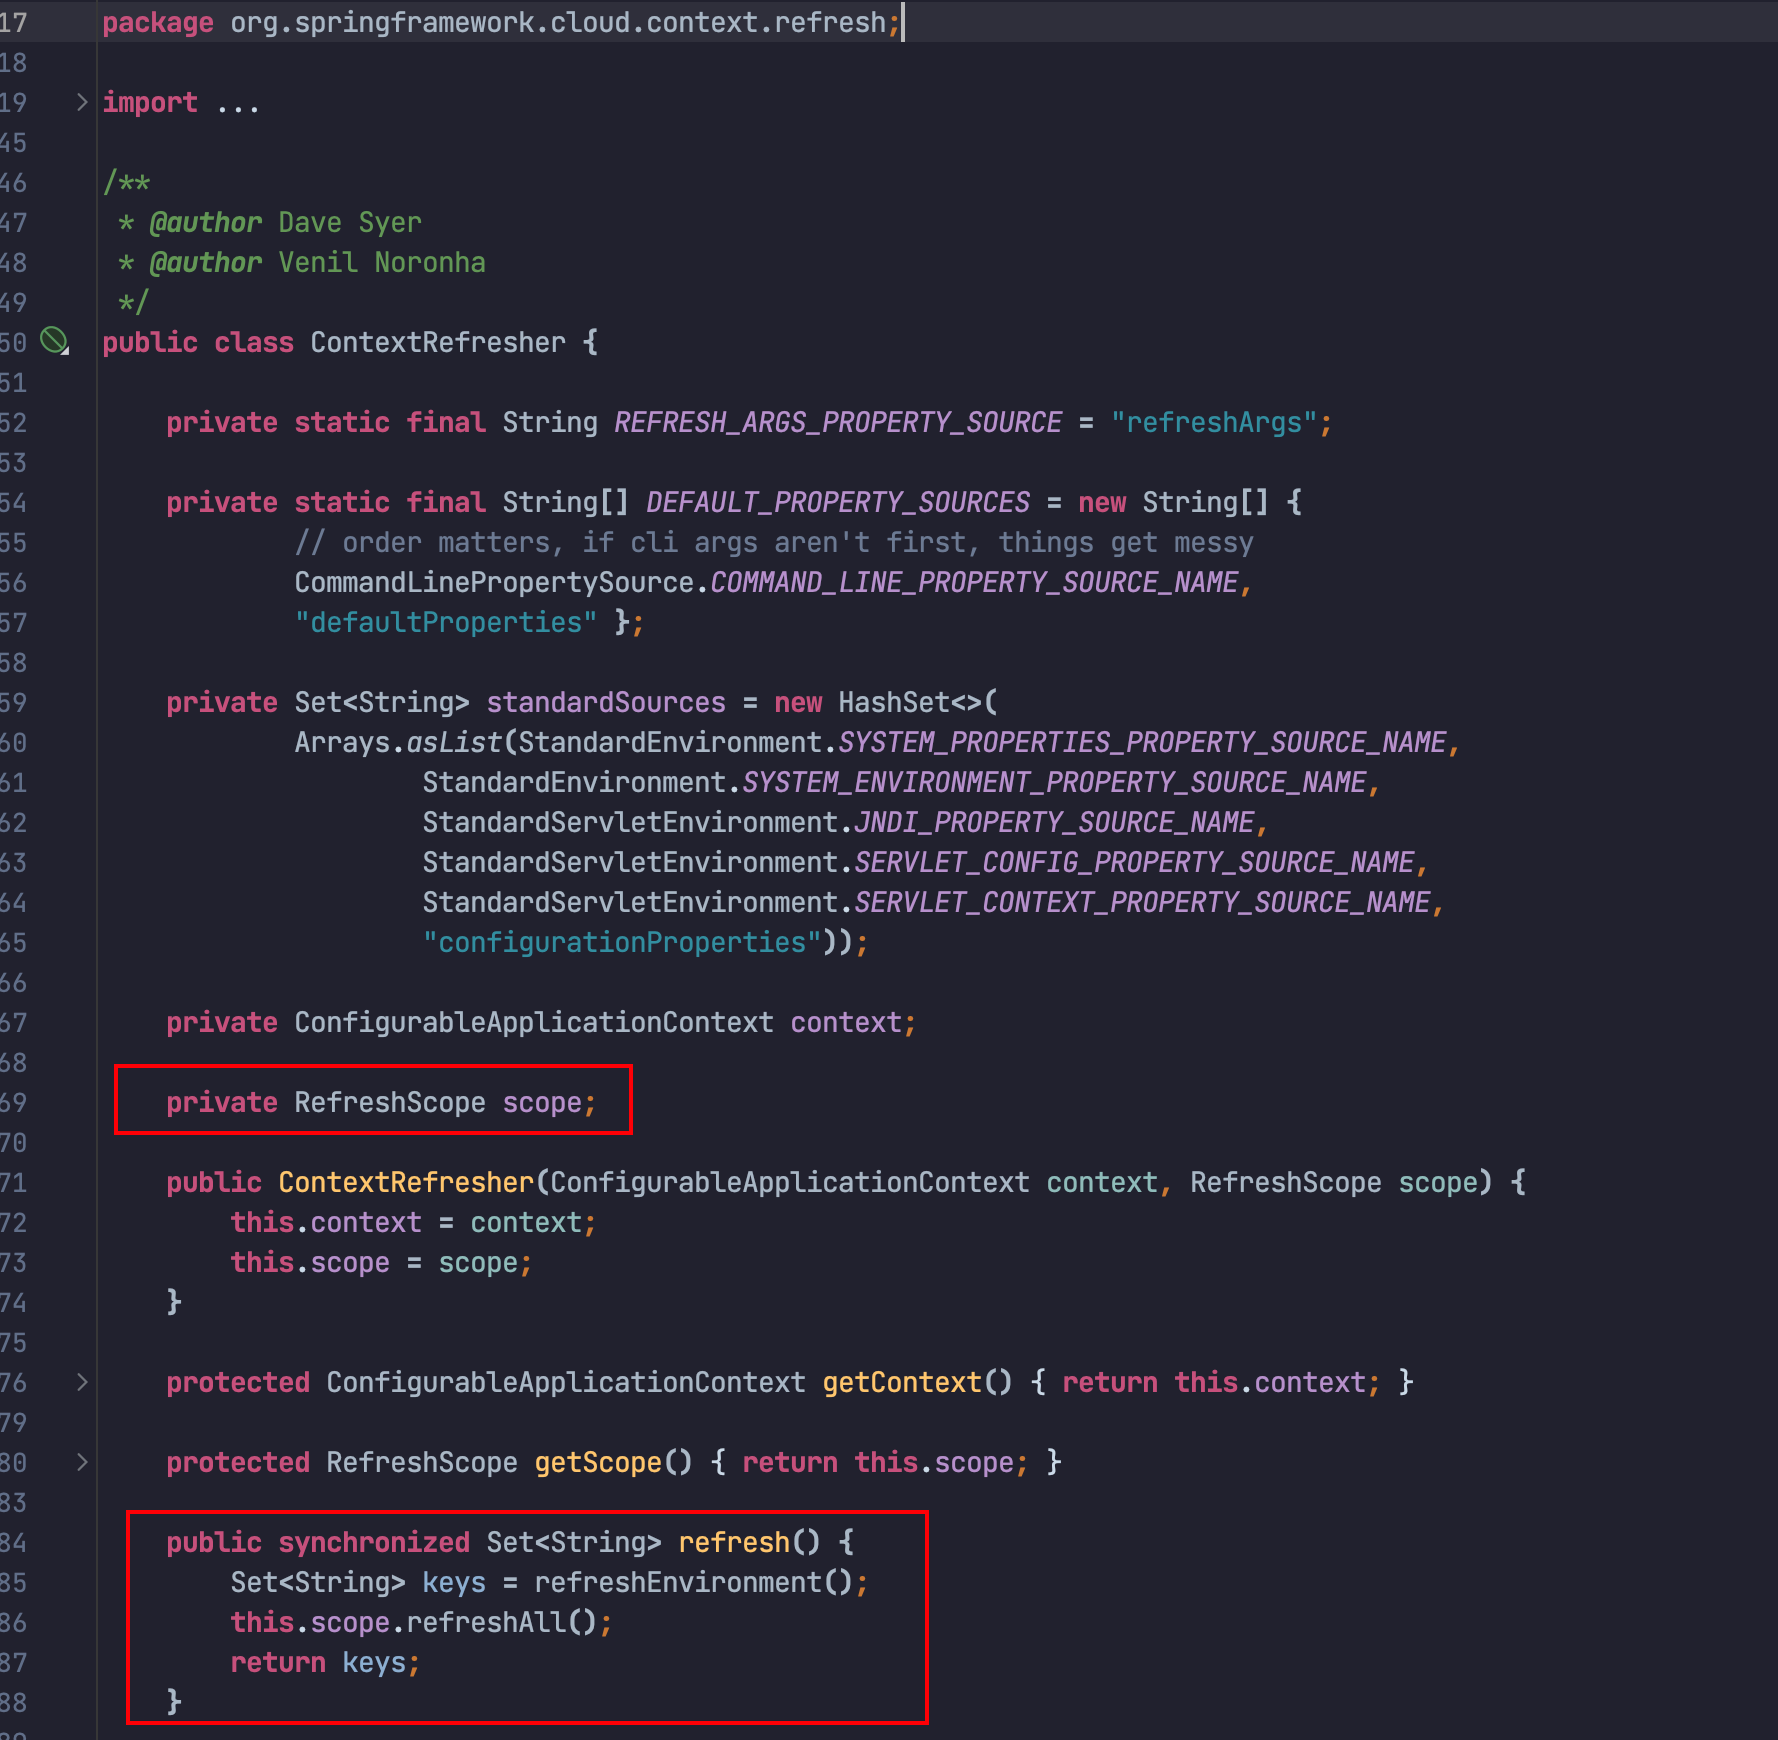 17 package org.springframework.cloud.context.refresh;
18
19 import ...
45
46 /**
47  * @author Dave Syer
48  * @author Venil Noronha
49  */
50 public class ContextRefresher {
51
52     private static final String REFRESH_ARGS_PROPERTY_SOURCE = "refreshArgs";
53
54     private static final String[] DEFAULT_PROPERTY_SOURCES = new String[] {
55             // order matters, if cli args aren't first, things get messy
56             CommandLinePropertySource.COMMAND_LINE_PROPERTY_SOURCE_NAME,
57             "defaultProperties" };
58
59     private Set<String> standardSources = new HashSet<>(
60             Arrays.asList(StandardEnvironment.SYSTEM_PROPERTIES_PROPERTY_SOURCE_NAME,
61                     StandardEnvironment.SYSTEM_ENVIRONMENT_PROPERTY_SOURCE_NAME,
62                     StandardServletEnvironment.JNDI_PROPERTY_SOURCE_NAME,
63                     StandardServletEnvironment.SERVLET_CONFIG_PROPERTY_SOURCE_NAME,
64                     StandardServletEnvironment.SERVLET_CONTEXT_PROPERTY_SOURCE_NAME,
65                     "configurationProperties"));
66
67     private ConfigurableApplicationContext context;
68
69     private RefreshScope scope;
70
71     public ContextRefresher(ConfigurableApplicationContext context, RefreshScope scope) {
72         this.context = context;
73         this.scope = scope;
74     }
75
76     protected ConfigurableApplicationContext getContext() { return this.context; }
79
80     protected RefreshScope getScope() { return this.scope; }
83
84     public synchronized Set<String> refresh() {
85         Set<String> keys = refreshEnvironment();
86         this.scope.refreshAll();
87         return keys;
88     }